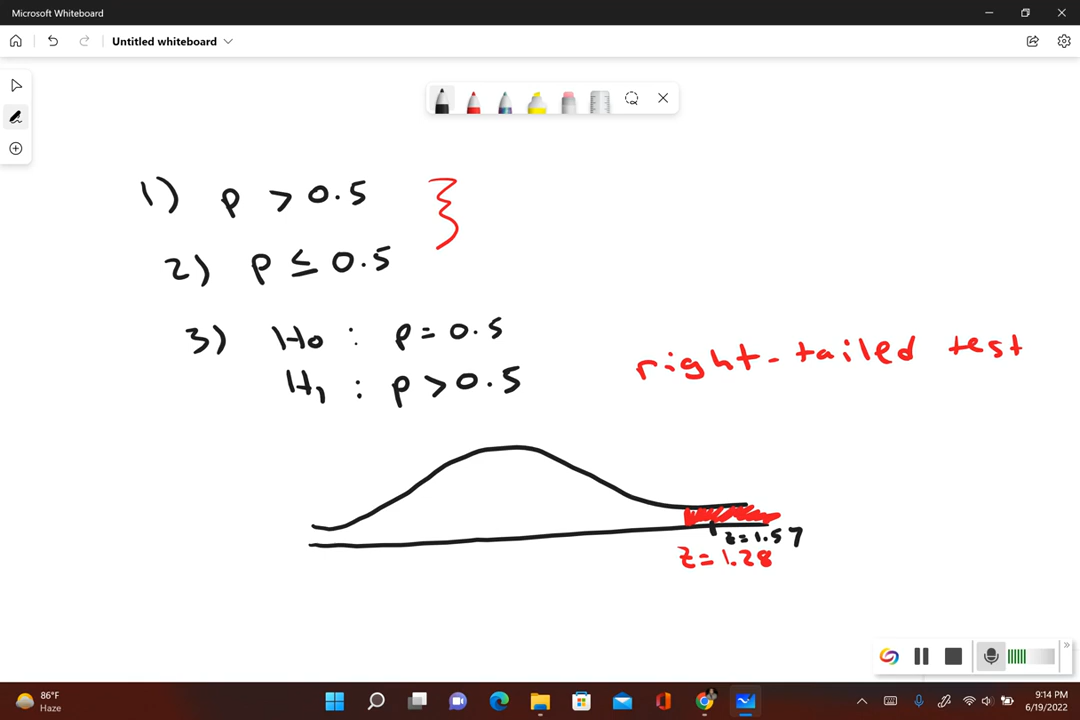 Microsoft Whiteboard
Untitled whiteboard
1) p > 0.5
2) p ≤ 0.5
3) H0 : p = 0.5
H1 : p > 0.5
right-tailed test
z = 1.57
z = 1.28
86°F
Haze
9:14 PM
6/19/2022